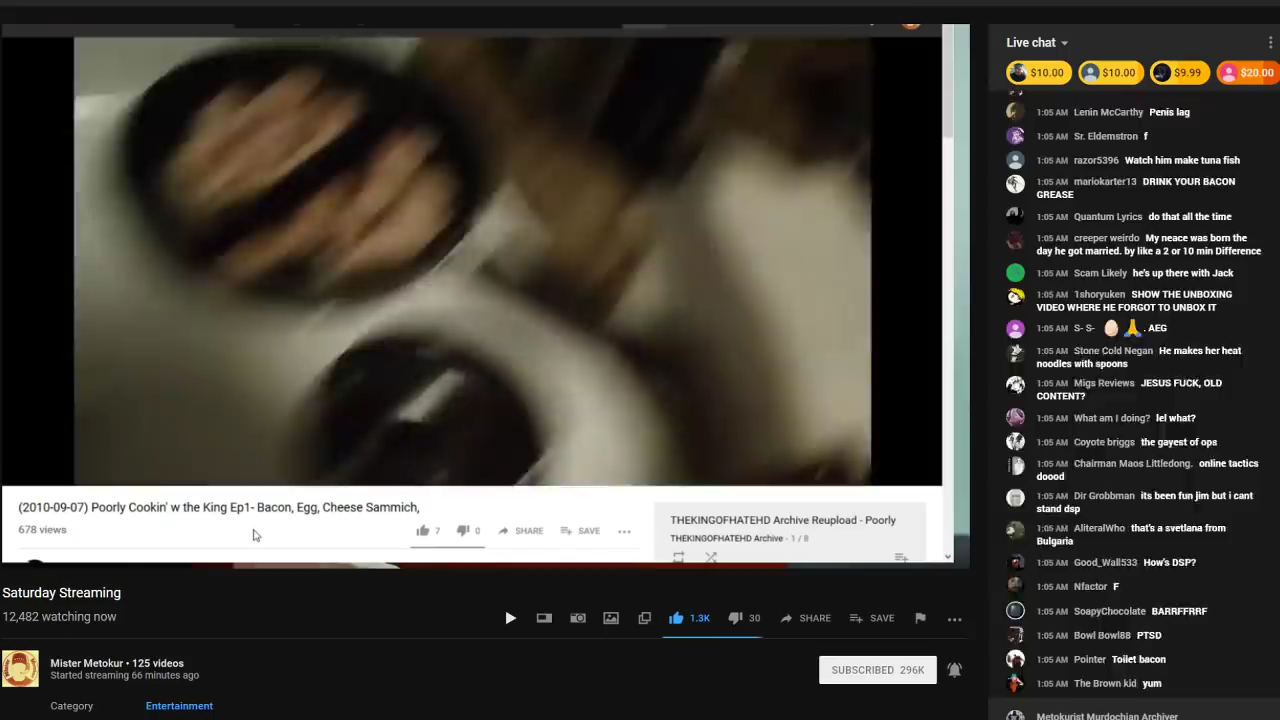 Live chat
$10.00 $10.00 $9.99 $20.00
1:05 AM Lenin McCarthy Penis lag
1:05 AM Sr. Eldemstron f
1:05 AM razor5396 Watch him make tuna fish
1:05 AM mariokarter13 DRINK YOUR BACON
GREASE
1:05 AM Quantum Lyrics do that all the time
1:05 AM creeper weirdo My neace was born the
day he got married. by like a 2 or 10 min Difference
1:05 AM Scam Likely he's up there with Jack
1:05 AM 1shoryuken SHOW THE UNBOXING
VIDEO WHERE HE FORGOT TO UNBOX IT
1:05 AM S- S- 🥚 🙏 . AEG
1:05 AM Stone Cold Negan He makes her heat
noodles with spoons
1:05 AM Migs Reviews JESUS FUCK, OLD
CONTENT?
1:05 AM What am I doing? lel what?
1:05 AM Coyote briggs the gayest of ops
1:05 AM Chairman Maos Littledong. online tactics
doood
1:05 AM Dir Grobbman its been fun jim but i cant
stand dsp
1:05 AM AliteralWho that's a svetlana from
Bulgaria
1:05 AM Good_Wall533 How's DSP?
1:05 AM Nfactor F
1:05 AM SoapyChocolate BARRFFRRF
1:05 AM Bowl Bowl88 PTSD
1:05 AM Pointer Toilet bacon
1:05 AM The Brown kid yum
Metokurist Murdochian Archiver
(2010-09-07) Poorly Cookin' w the King Ep1- Bacon, Egg, Cheese Sammich,
678 views
7 0 SHARE SAVE
THEKINGOFHATEHD Archive Reupload - Poorly
THEKINGOFHATEHD Archive - 1 / 8
Saturday Streaming
12,482 watching now
1.3K 30 SHARE SAVE
Mister Metokur • 125 videos
Started streaming 66 minutes ago
SUBSCRIBED 296K
Category Entertainment